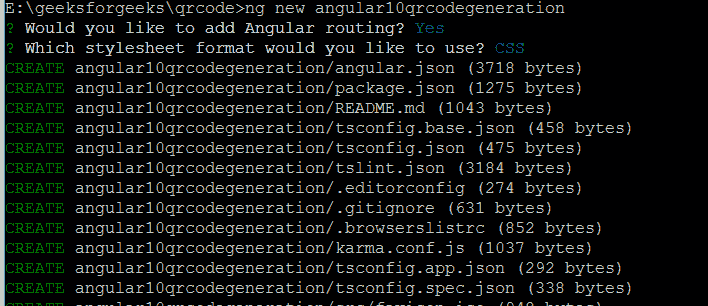 E:\geeksforgeeks\qrcode>ng new angular10qrcodegeneration
? Would you like to add Angular routing? Yes
? Which stylesheet format would you like to use? CSS
CREATE angular10qrcodegeneration/angular.json (3718 bytes)
CREATE angular10qrcodegeneration/package.json (1275 bytes)
CREATE angular10qrcodegeneration/README.md (1043 bytes)
CREATE angular10qrcodegeneration/tsconfig.base.json (458 bytes)
CREATE angular10qrcodegeneration/tsconfig.json (475 bytes)
CREATE angular10qrcodegeneration/tslint.json (3184 bytes)
CREATE angular10qrcodegeneration/.editorconfig (274 bytes)
CREATE angular10qrcodegeneration/.gitignore (631 bytes)
CREATE angular10qrcodegeneration/.browserslistrc (852 bytes)
CREATE angular10qrcodegeneration/karma.conf.js (1037 bytes)
CREATE angular10qrcodegeneration/tsconfig.app.json (292 bytes)
CREATE angular10qrcodegeneration/tsconfig.spec.json (338 bytes)